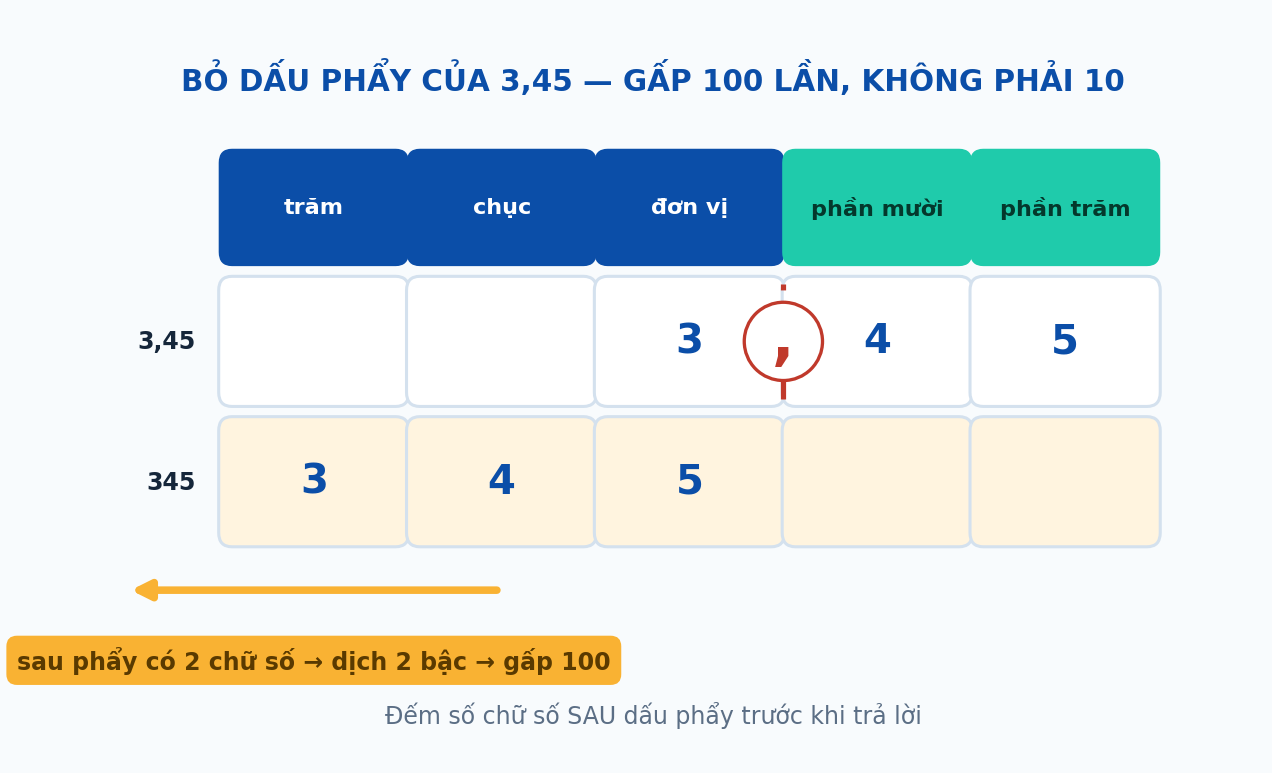 BỎ DẤU PHẨY CỦA 3,45 — GẤP 100 LẦN, KHÔNG PHẢI 10
trăm chục đơn vị phần mười phần trăm
3,45 3 , 4 5
345 3 4 5
sau phẩy có 2 chữ số → dịch 2 bậc → gấp 100
Đếm số chữ số SAU dấu phẩy trước khi trả lời